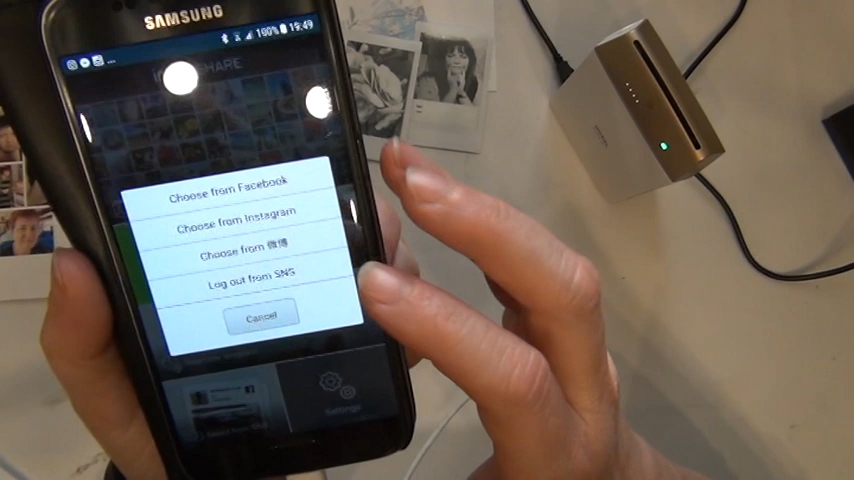 SAMSUNG
100% 19:49
SHARE
Choose from Facebook
Choose from Instagram
Choose from 微博
Log out from SNS
Cancel
Settings